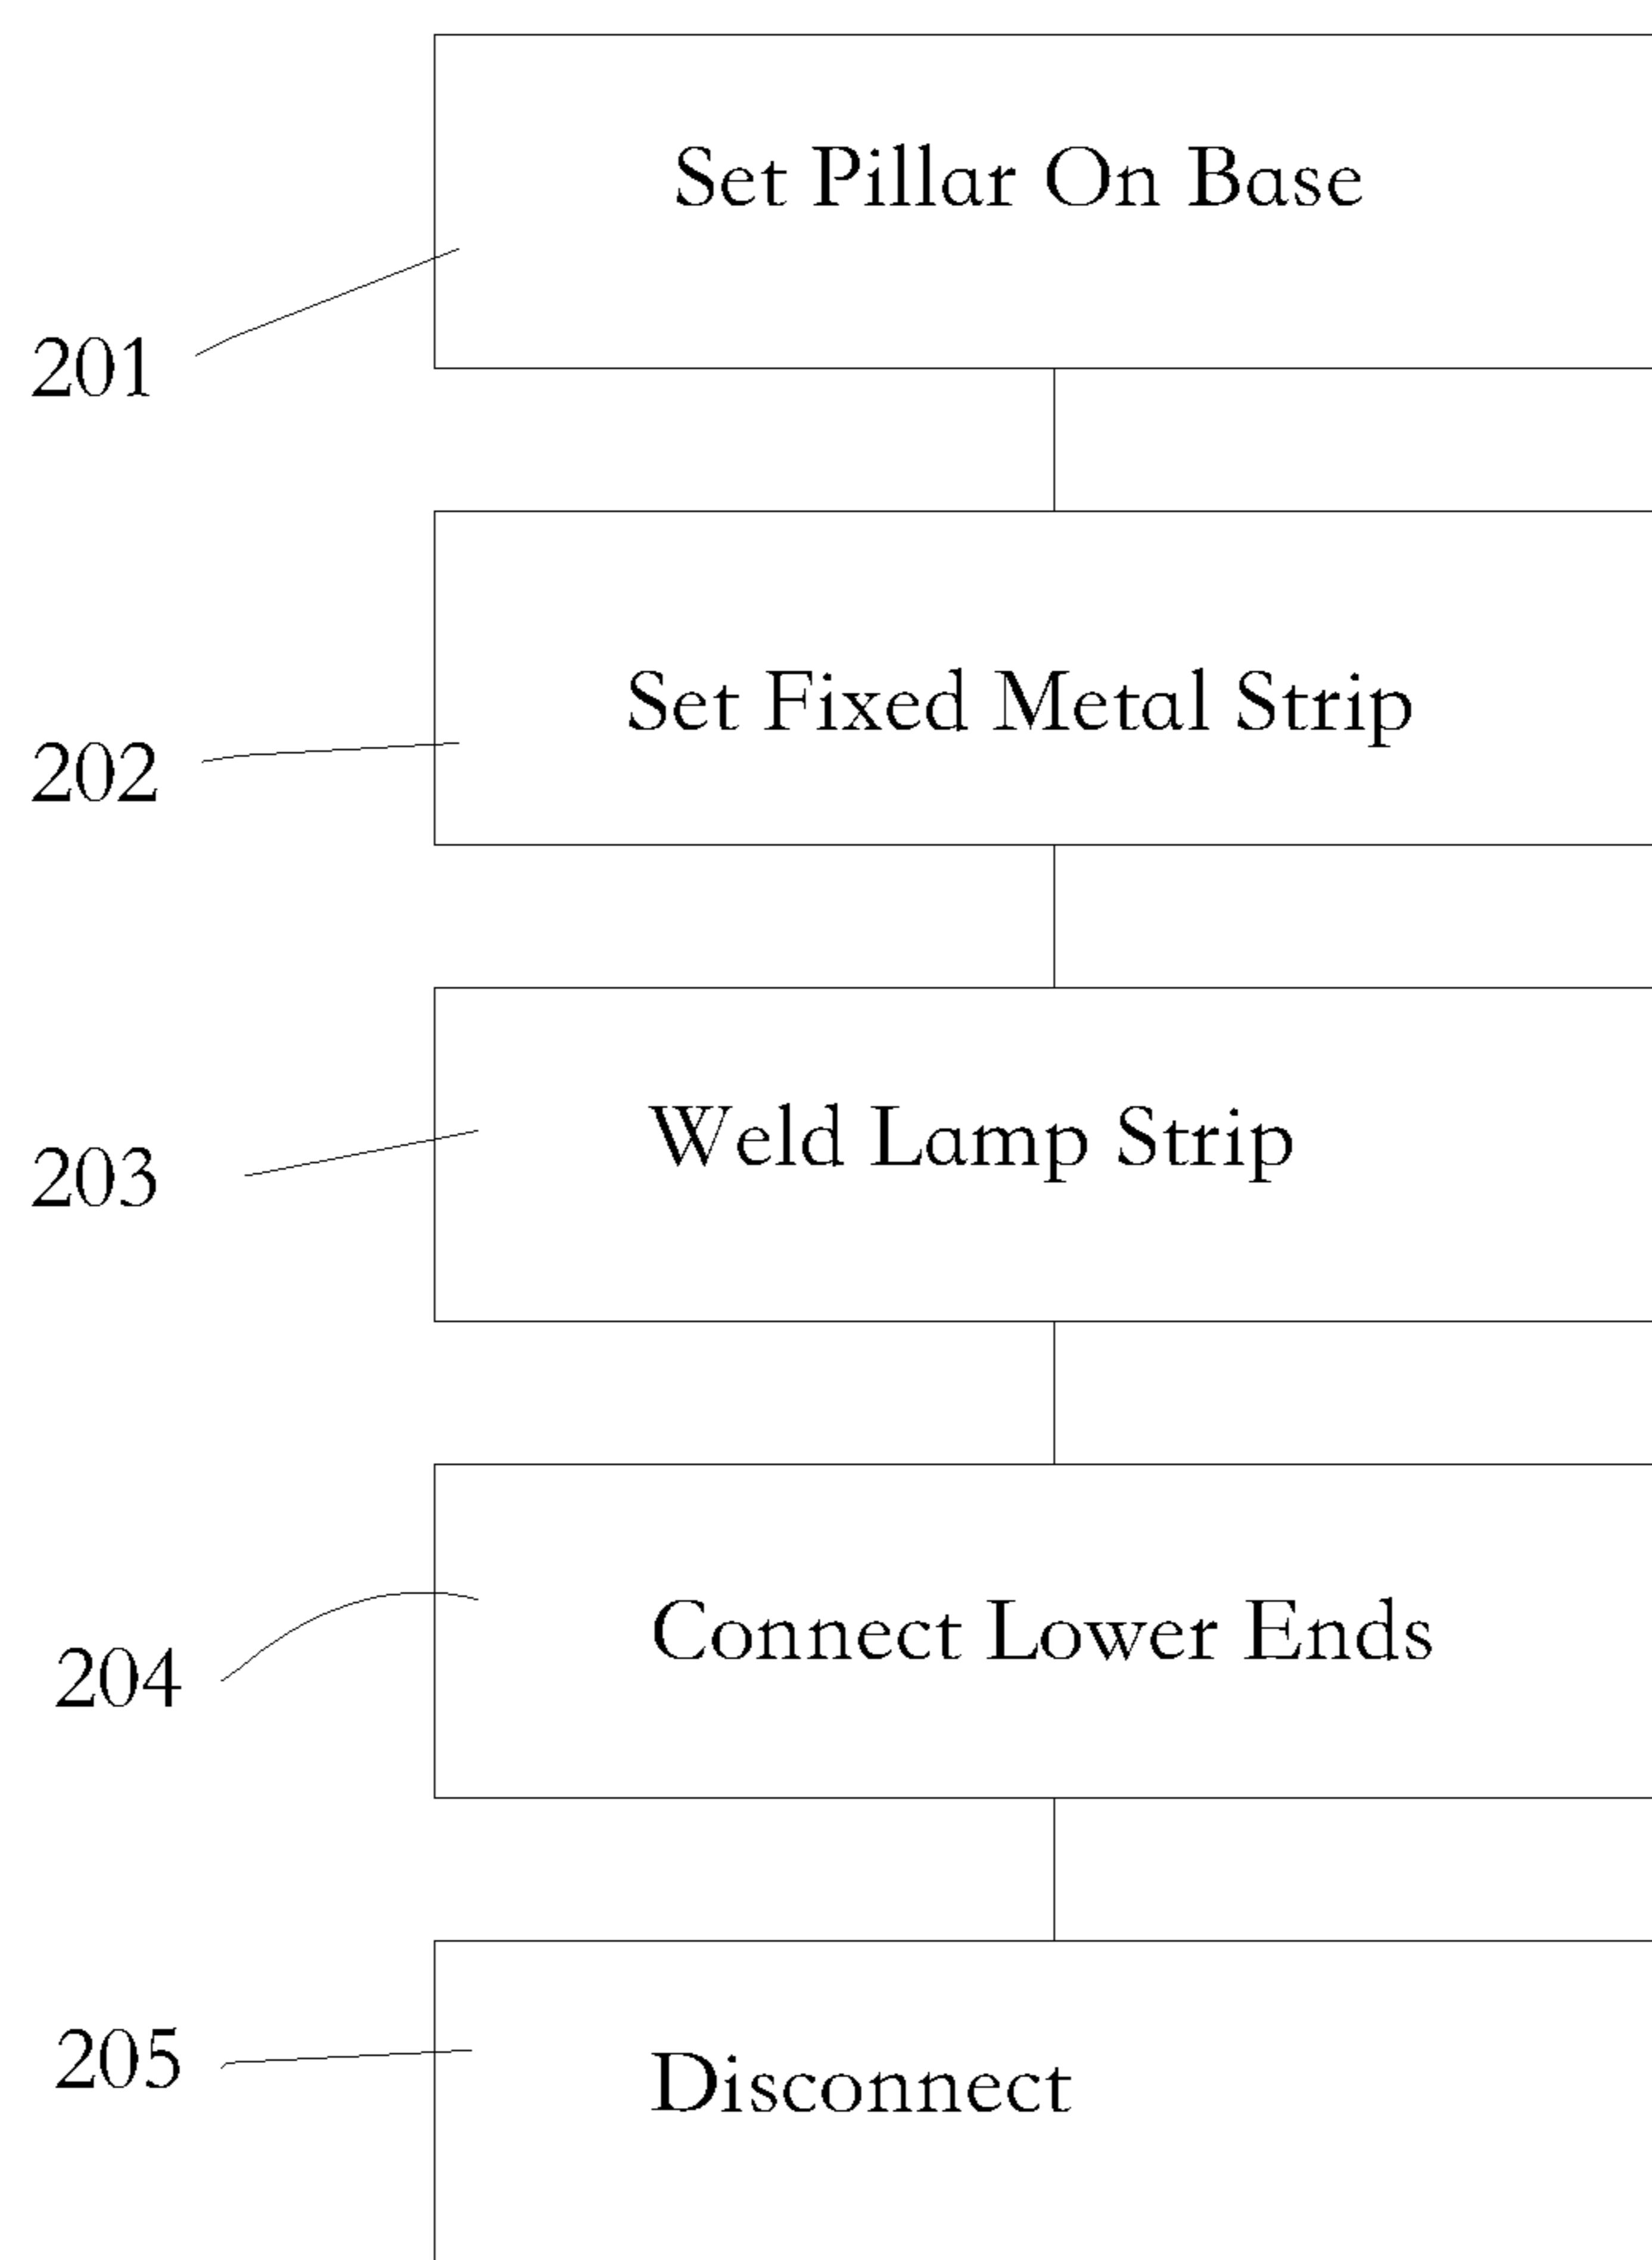 Set Pillar On Base
201
Set Fixed Metal Strip
202
Weld Lamp Strip
203
Connect Lower Ends
204
205
Disconnect